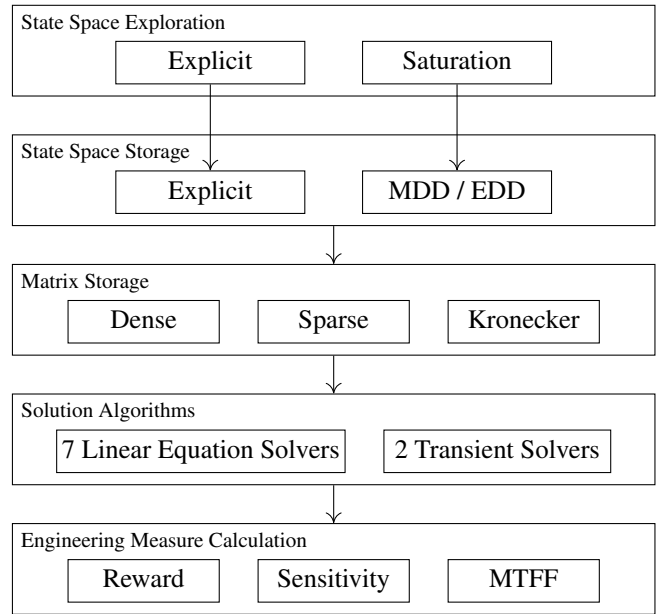 State Space Exploration
Explicit
Saturation
State Space Storage
Explicit
MDD / EDD
Matrix Storage
Dense
Sparse
Kronecker
Solution Algorithms
7 Linear Equation Solvers
2 Transient Solvers
Engineering Measure Calculation
Reward
Sensitivity
MTFF